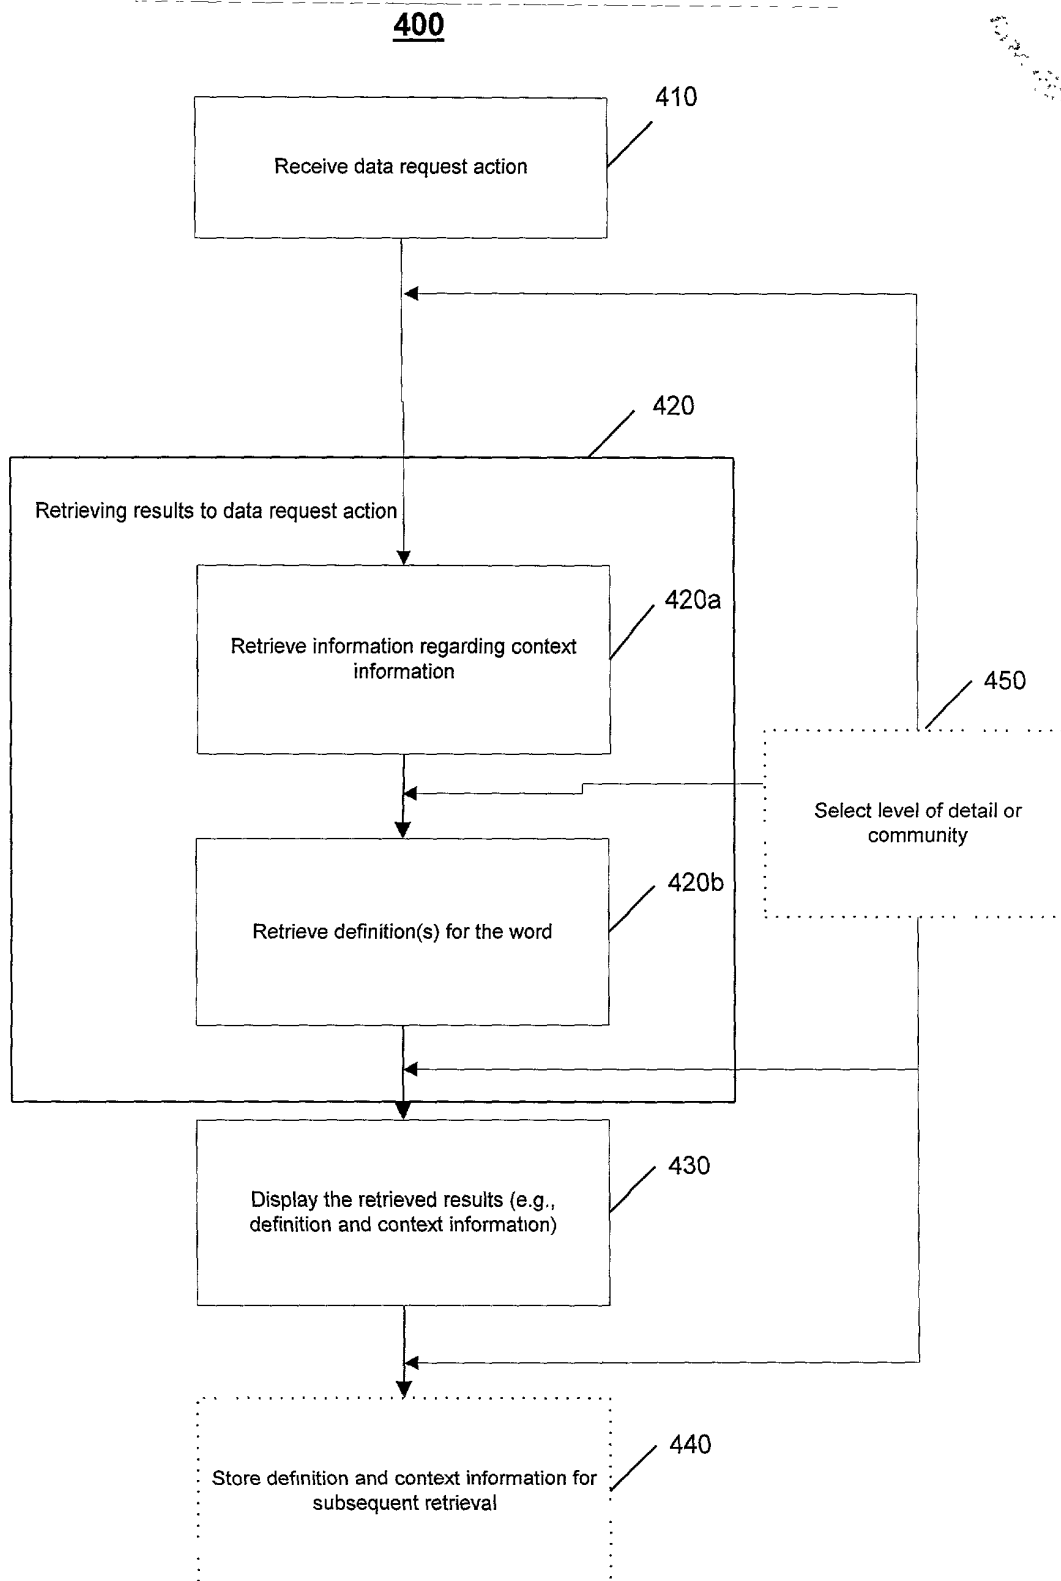 400
410
Receive data request action
420
Retrieving results to data request action
420a
Retrieve information regarding context
information
450
Select level of detail or
community
420b
Retrieve definition(s) for the word
430
Display the retrieved results (e.g.,
definition and context information)
440
Store definition and context information for
subsequent retrieval